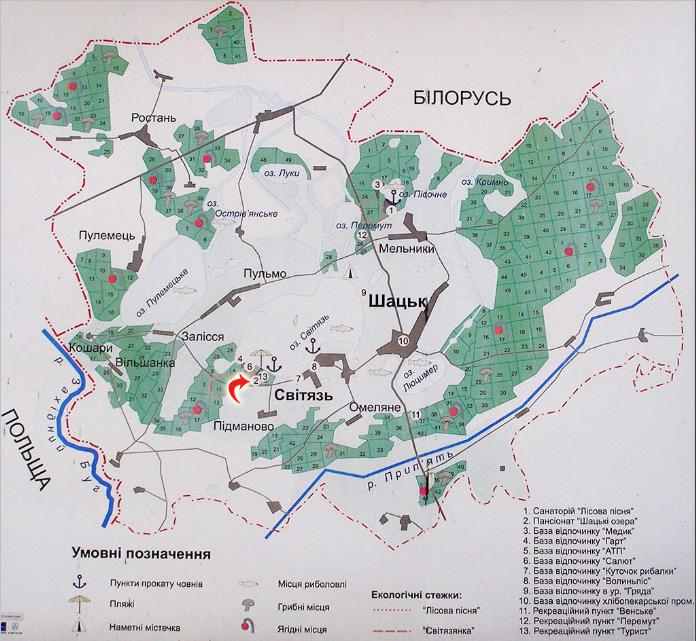 БІЛОРУСЬ
Ростань
оз. Луки
оз. Пісочне
оз. Кримно
оз.
Острів'янське
оз. Перемут
Пулемець
Мельники
оз. Пулемецьке
Пульмо
Шацьк
оз. Світязь
Залісся
Кошари
Вільшанка
оз.
Люцимер
Світязь
Омеляне
Підманово
р. Західний Буг
ПОЛЬЩА
р. Прип'ять
Умовні позначення
Пункти прокату човнів
Пляжі
Наметні містечка
Місця риболовлі
Грибні місця
Ягідні місця
Екологічні стежки:
"Лісова пісня"
"Світязянка"
1. Санаторій "Лісова пісня"
2. Пансіонат "Шацькі озера"
3. База відпочинку "Медик"
4. База відпочинку "Гарт"
5. База відпочинку "АТП"
6. База відпочинку "Салют"
7. База відпочинку "Куточок рибалки"
8. База відпочинку "Волиньліс"
9. База відпочинку в ур. "Гряда"
10. База відпочинку хлібопекарської пром.
11. Рекреаційний пункт "Венське"
12. Рекреаційний пункт "Перемут"
13. Рекреаційний пункт "Турист"